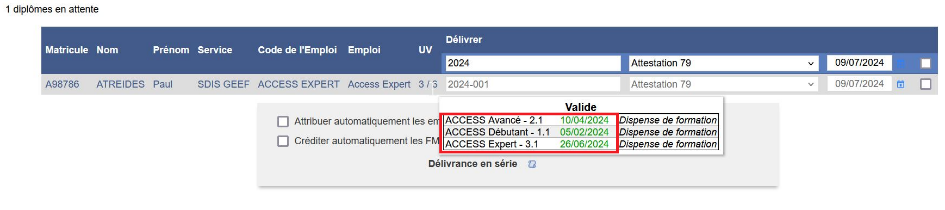 1 diplômes en attente
Délivrer
Matricule Nom Prénom Service Code de l'Emploi Emploi UV
2024 Attestation 79 09/07/2024
A98786 ATREIDES Paul SDIS GEEF ACCESS EXPERT Access Expert 3 / 3 2024-001 Attestation 79 09/07/2024
Valide
Attribuer automatiquement les em
ACCESS Avancé - 2.1 10/04/2024 Dispense de formation
ACCESS Débutant - 1.1 05/02/2024 Dispense de formation
Créditer automatiquement les FM
ACCESS Expert - 3.1 26/06/2024 Dispense de formation
Délivrance en série